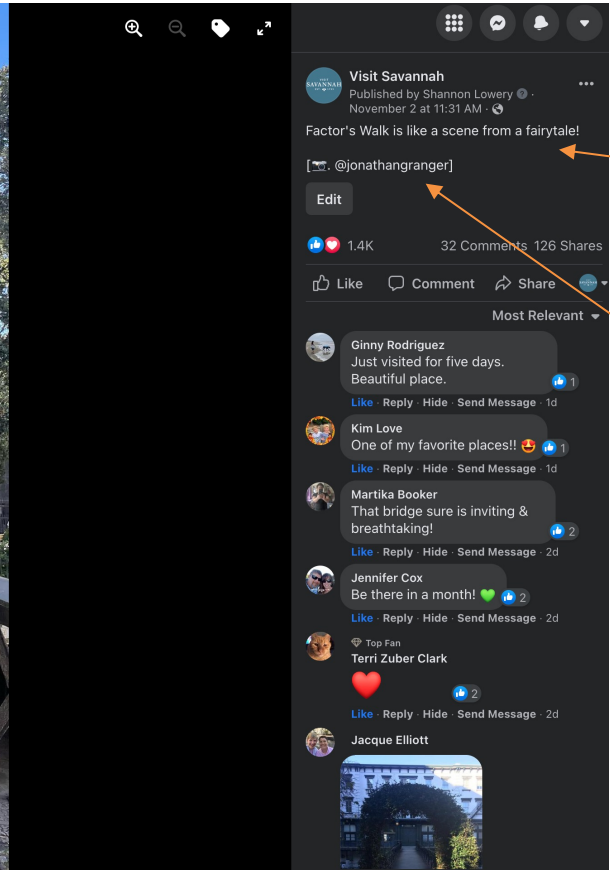 VISIT
SAVANNAH
Visit Savannah
Published by Shannon Lowery ·
November 2 at 11:31 AM ·
Factor's Walk is like a scene from a fairytale!
[📷. @jonathangranger]
Edit
1.4K 32 Comments 126 Shares
Like Comment Share
Most Relevant
Ginny Rodriguez
Just visited for five days.
Beautiful place.
1
Like · Reply · Hide · Send Message · 1d
Kim Love
One of my favorite places!! 🤩 1
Like · Reply · Hide · Send Message · 1d
Martika Booker
That bridge sure is inviting &
breathtaking!
2
Like · Reply · Hide · Send Message · 2d
Jennifer Cox
Be there in a month! 💚 2
Like · Reply · Hide · Send Message · 2d
Top Fan
Terri Zuber Clark
❤️ 2
Like · Reply · Hide · Send Message · 2d
Jacque Elliott